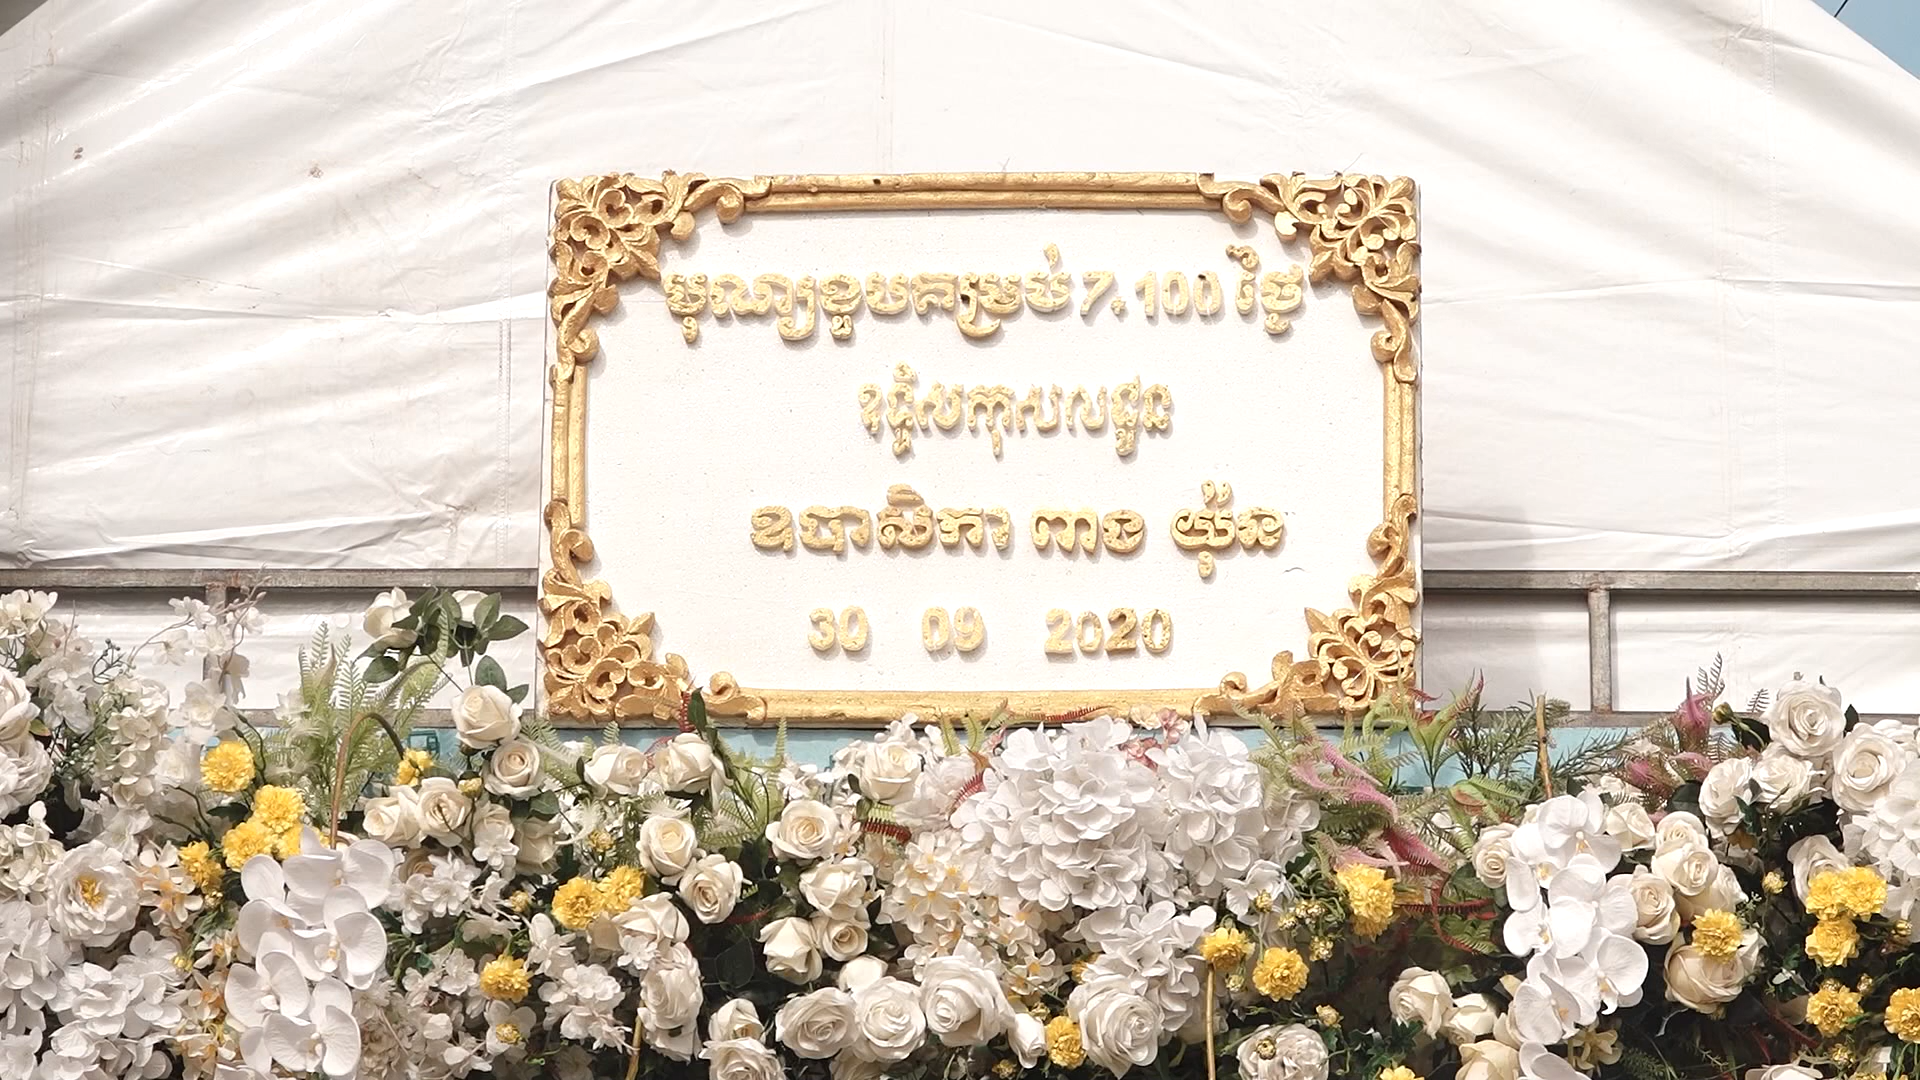 បុណ្យខួបគម្រប់ 7.100 ថ្ងៃ
ឧទ្ទិសកុសលជូន
ឧបាសិកា ពាន យ៉ុន
30 09 2020